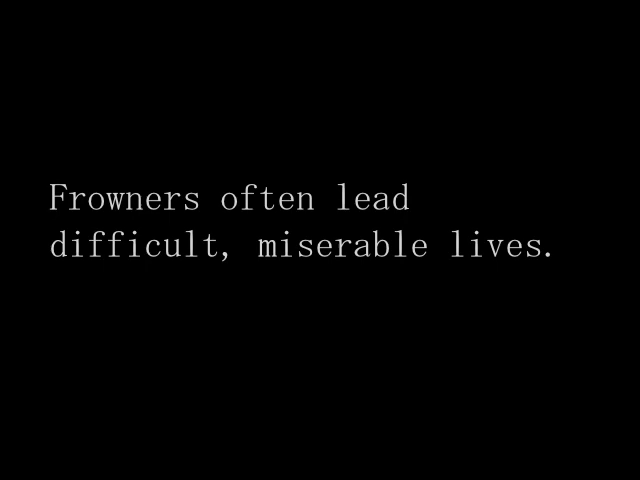 Frowners often lead
difficult, miserable lives.